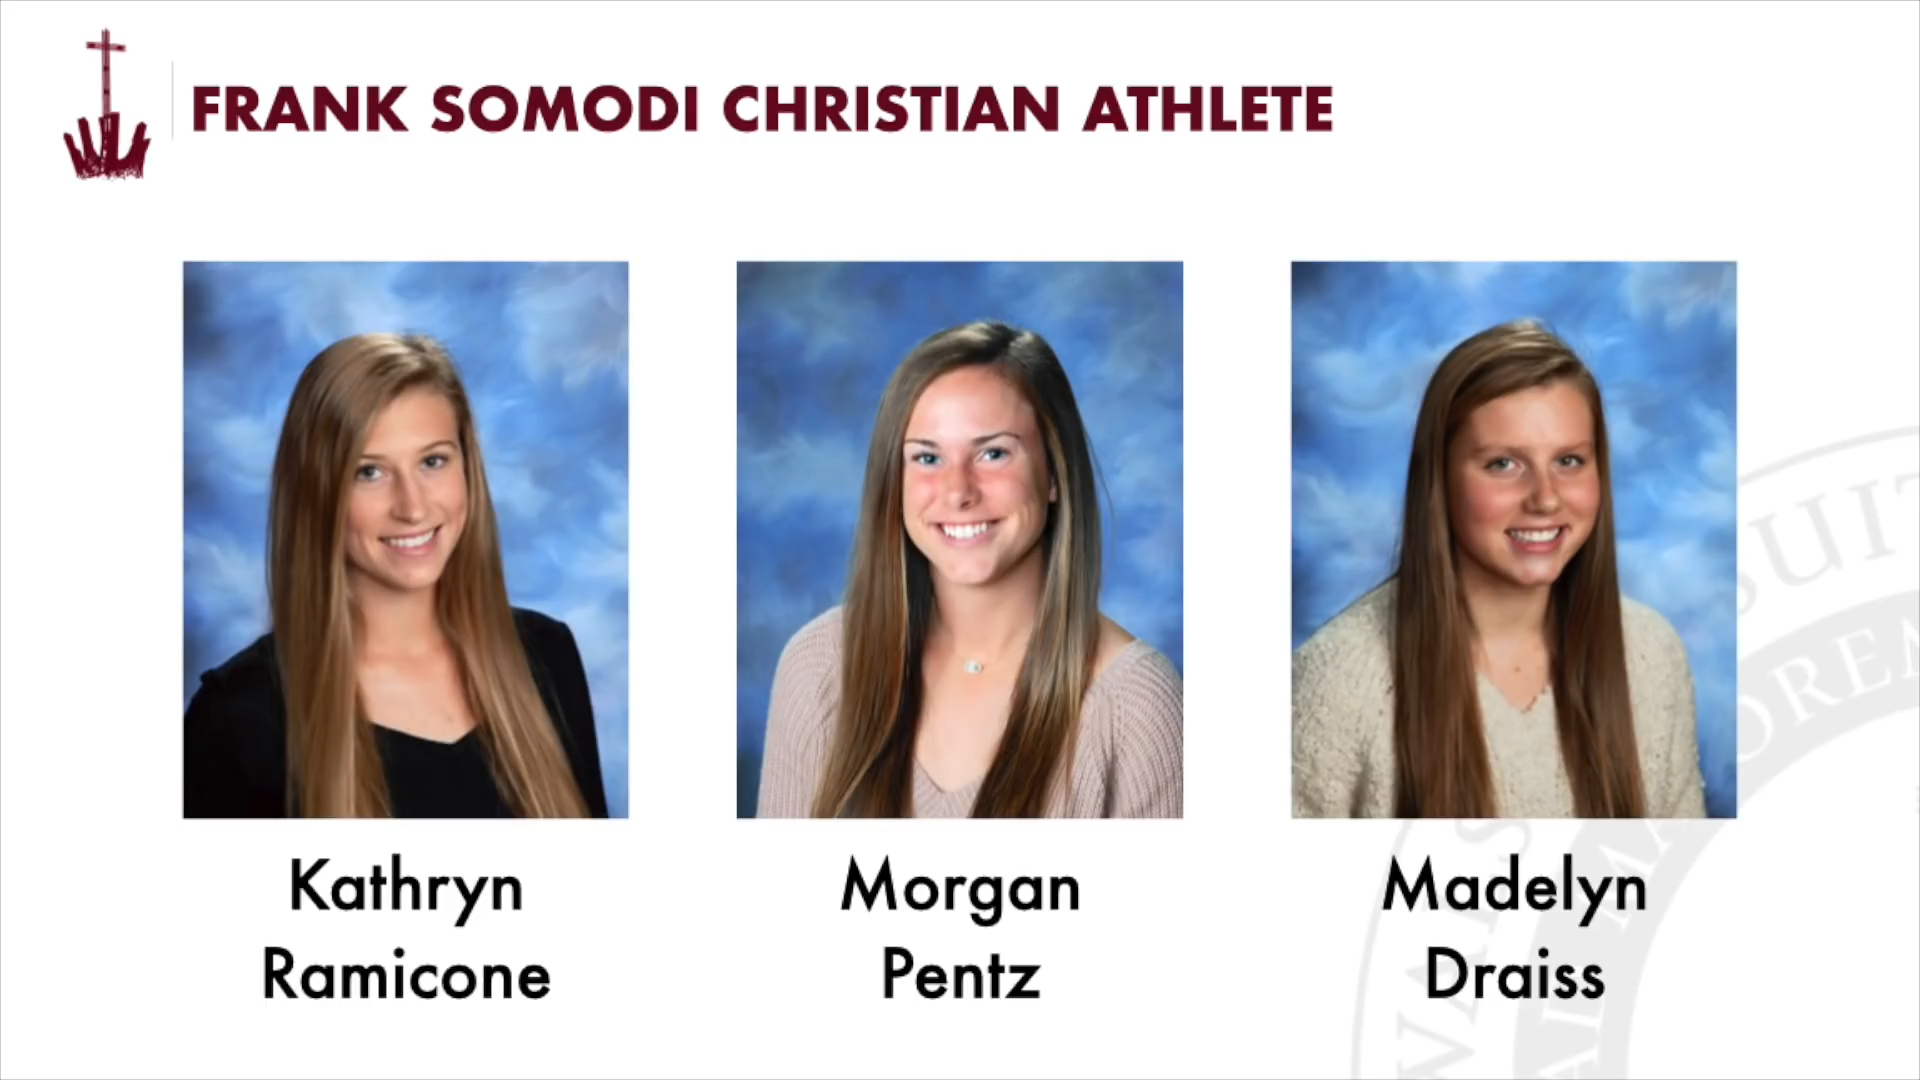 FRANK SOMODI CHRISTIAN ATHLETE
Kathryn
Ramicone
Morgan
Pentz
Madelyn
Draiss